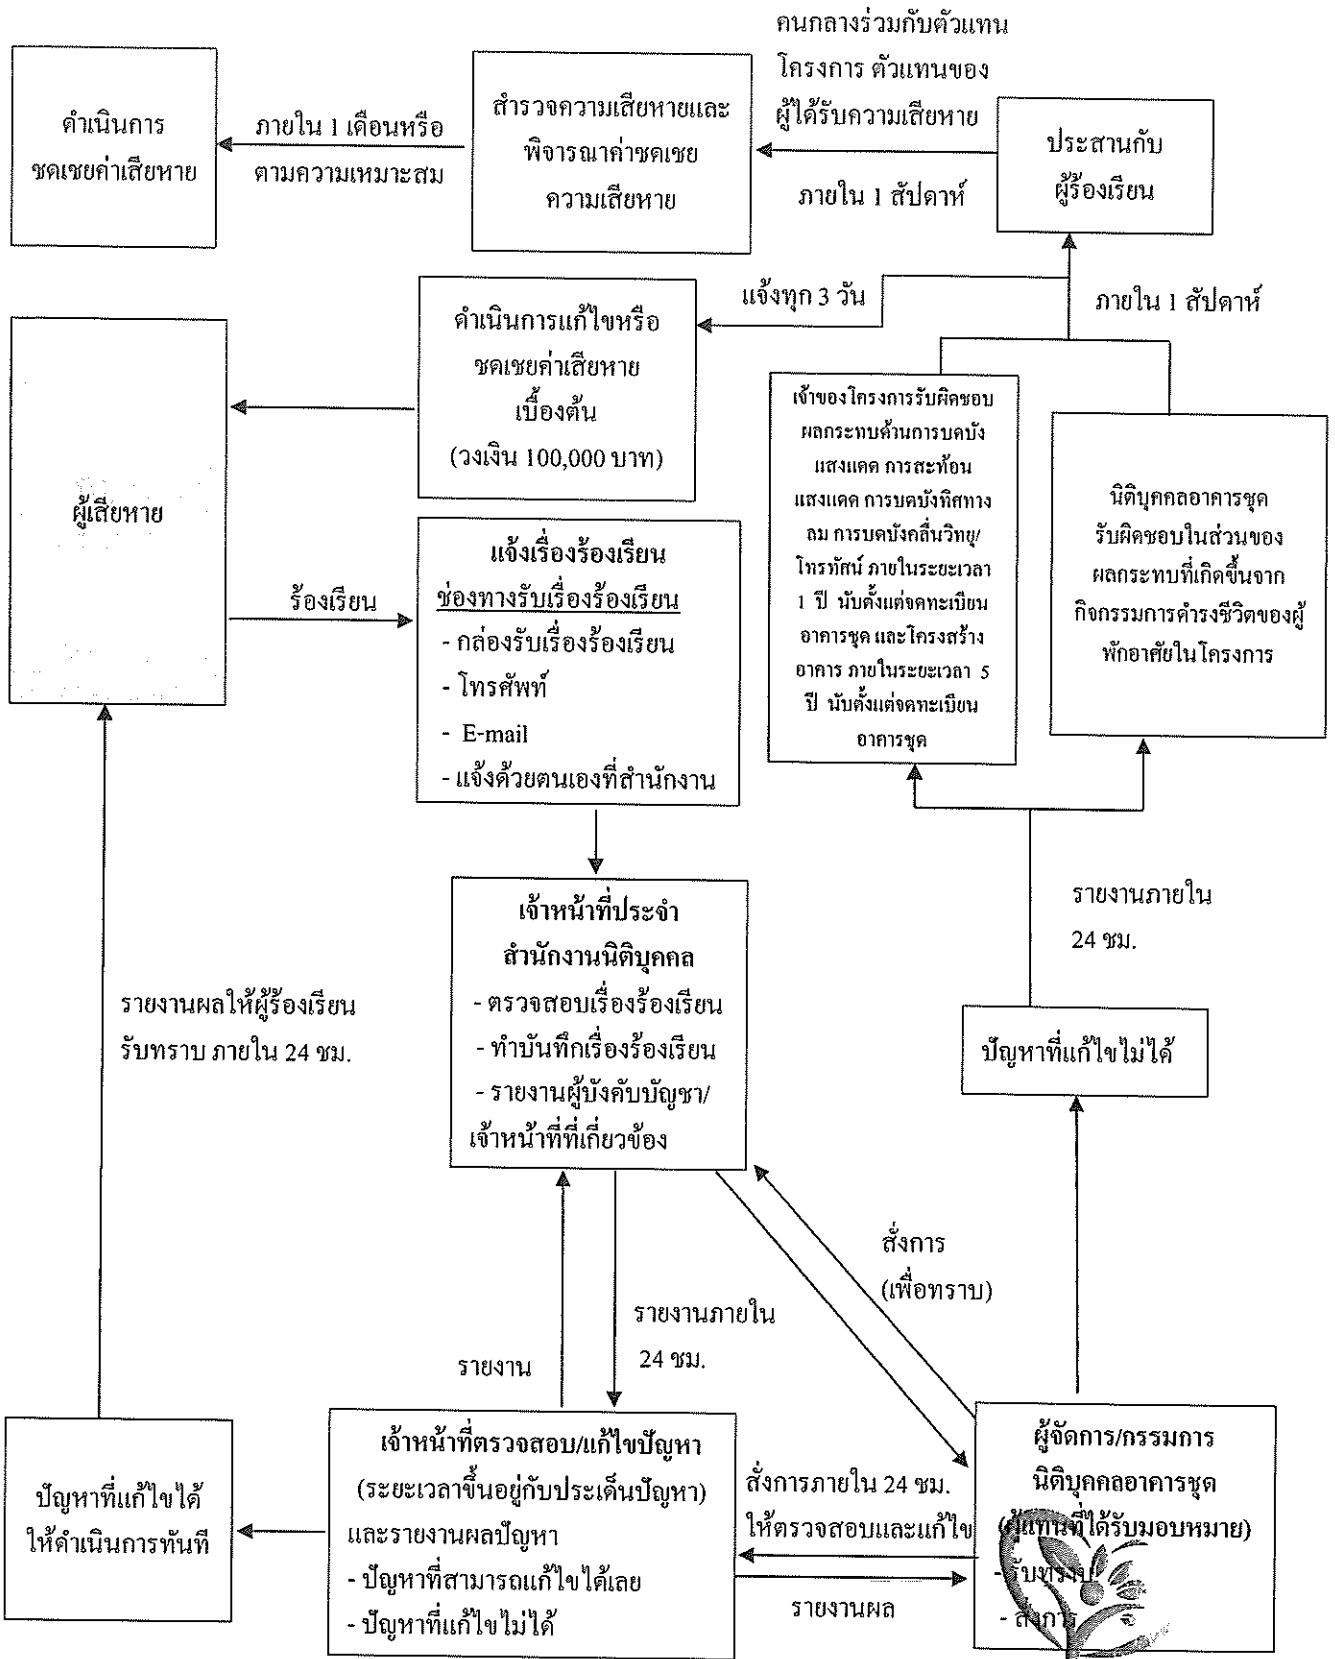 คนกลางร่วมกับตัวแทน
โครงการ ตัวแทนของ
ผู้ได้รับความเสียหาย
ดำเนินการ
ชดเชยค่าเสียหาย
ภายใน 1 เดือนหรือ
ตามความเหมาะสม
สำรวจความเสียหายและ
พิจารณาค่าชดเชย
ความเสียหาย
ภายใน 1 สัปดาห์
ประสานกับ
ผู้ร้องเรียน
แจ้งทุก 3 วัน
ภายใน 1 สัปดาห์
ดำเนินการแก้ไขหรือ
ชดเชยค่าเสียหาย
เบื้องต้น
(วงเงิน 100,000 บาท)
ผู้เสียหาย
ร้องเรียน
แจ้งเรื่องร้องเรียน
ช่องทางรับเรื่องร้องเรียน
- กล่องรับเรื่องร้องเรียน
- โทรศัพท์
- E-mail
- แจ้งด้วยตนเองที่สำนักงาน
เจ้าของโครงการรับผิดชอบ
ผลกระทบด้านการบดบัง
แสงแดด การสะท้อน
แสงแดด การบดบังทิศทาง
ลม การบดบังคลื่นวิทยุ/
โทรทัศน์ ภายในระยะเวลา
1 ปี นับตั้งแต่จดทะเบียน
อาคารชุด และโครงสร้าง
อาคาร ภายในระยะเวลา 5
ปี นับตั้งแต่จดทะเบียน
อาคารชุด
นิติบุคคลอาคารชุด
รับผิดชอบในส่วนของ
ผลกระทบที่เกิดขึ้นจาก
กิจกรรมการดำรงชีวิตของผู้
พักอาศัยในโครงการ
เจ้าหน้าที่ประจำ
สำนักงานนิติบุคคล
- ตรวจสอบเรื่องร้องเรียน
- ทำบันทึกเรื่องร้องเรียน
- รายงานผู้บังคับบัญชา/
เจ้าหน้าที่ที่เกี่ยวข้อง
รายงานภายใน
24 ชม.
รายงานผลให้ผู้ร้องเรียน
รับทราบ ภายใน 24 ชม.
ปัญหาที่แก้ไขไม่ได้
สั่งการ
(เพื่อทราบ)
รายงานภายใน
24 ชม.
รายงาน
ปัญหาที่แก้ไขได้
ให้ดำเนินการทันที
เจ้าหน้าที่ตรวจสอบ/แก้ไขปัญหา
(ระยะเวลาขึ้นอยู่กับประเด็นปัญหา)
และรายงานผลปัญหา
- ปัญหาที่สามารถแก้ไขได้เลย
- ปัญหาที่แก้ไขไม่ได้
สั่งการภายใน 24 ชม.
ให้ตรวจสอบและแก้ไข
รายงานผล
ผู้จัดการ/กรรมการ
นิติบุคคลอาคารชุด
(ผู้แทนที่ได้รับมอบหมาย)
- รับทราบ
- สั่งการ